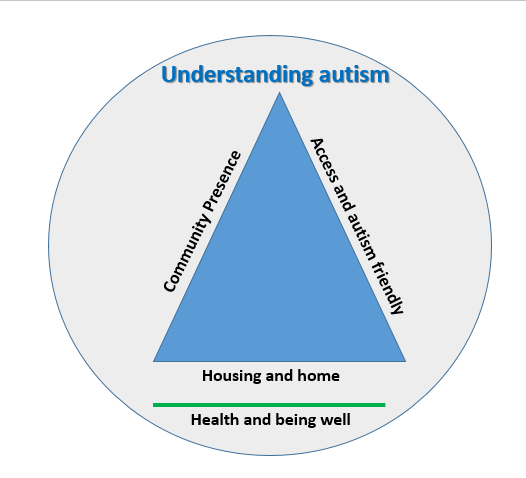 Understanding autism
Community Presence
Access and autism friendly
Housing and home
Health and being well